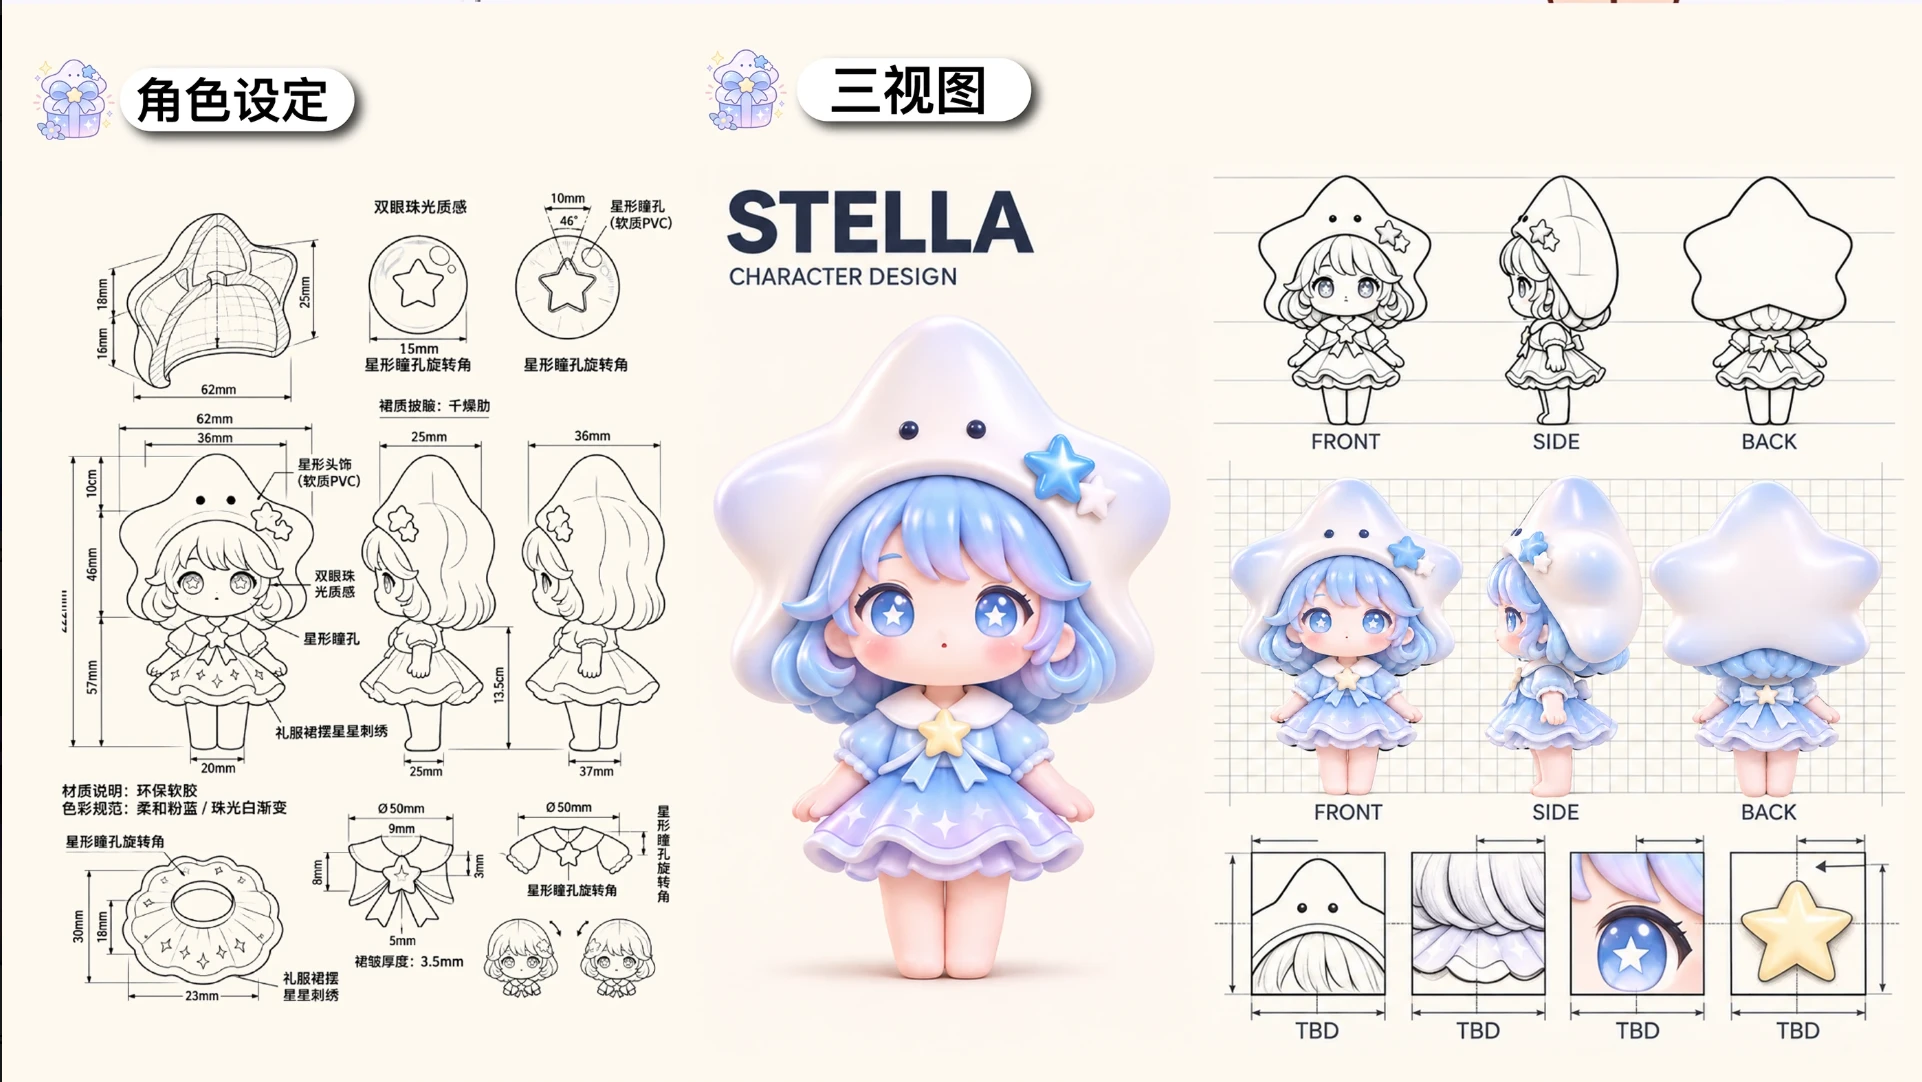 角色设定
三视图
双眼珠光质感
10mm
46°
星形瞳孔
(软质PVC)
18mm
16mm
25mm
62mm
15mm
星形瞳孔旋转角
星形瞳孔旋转角
裙质披
：千燥肋
62mm
36mm
25mm
36mm
10cm
46mm
57mm
星形头饰
(软质PVC)
双眼珠
光质感
星形瞳孔
13.5cm
礼服裙摆星星刺绣
20mm
25mm
37mm
材质说明：环保软胶
色彩规范：柔和粉蓝 / 珠光白渐变
星形瞳孔旋转角
30mm
18mm
23mm
礼服裙摆
星星刺绣
Ø50mm
9mm
8mm
3mm
5mm
裙皱厚度：3.5mm
Ø50mm
星形瞳孔旋转角
星形瞳孔旋转角
STELLA
CHARACTER DESIGN
FRONT
SIDE
BACK
FRONT
SIDE
BACK
TBD
TBD
TBD
TBD